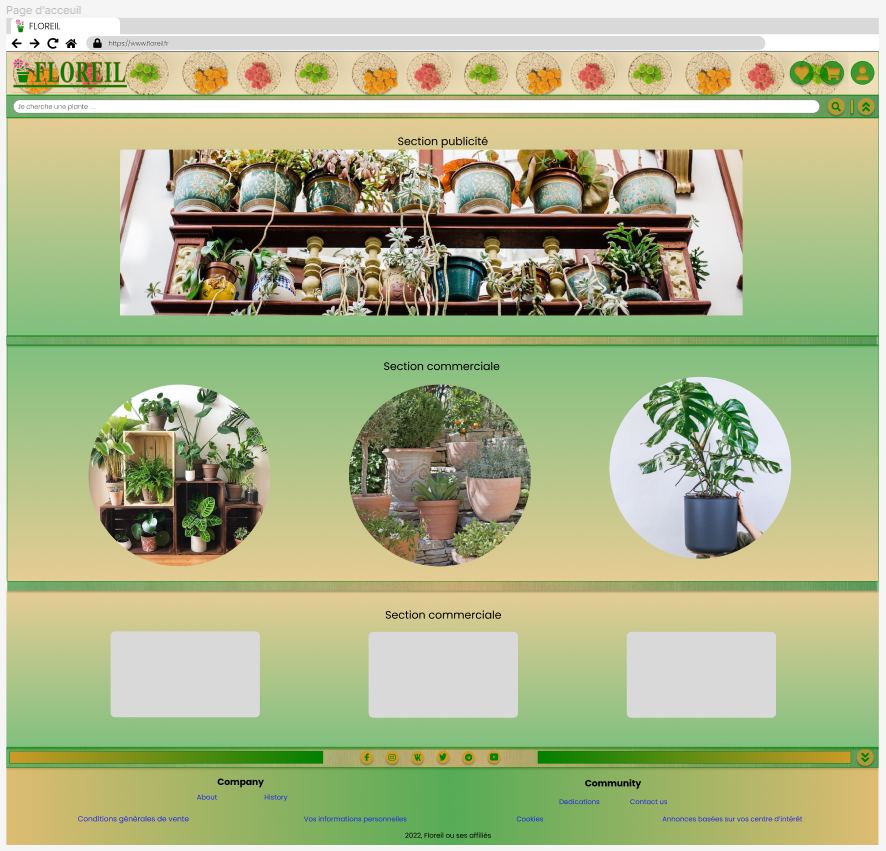 Page d'acceuil
FLOREIL
https://www.floreil.fr
FLOREIL
Je cherche une plante ...
Section publicité
Section commerciale
Section commerciale
Company
Community
About
History
Dedications
Contact us
Conditions générales de vente
Vos informations personnelles
Cookies
Annonces basées sur vos centre d'intérêt
2022, Floreil ou ses affiliés